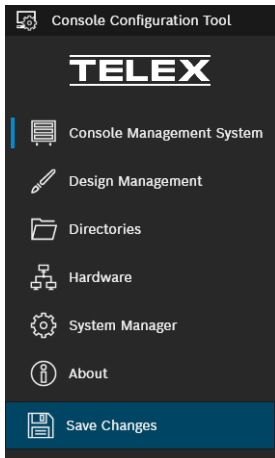 Console Configuration Tool
TELEX
Console Management System
Design Management
Directories
Hardware
System Manager
About
Save Changes